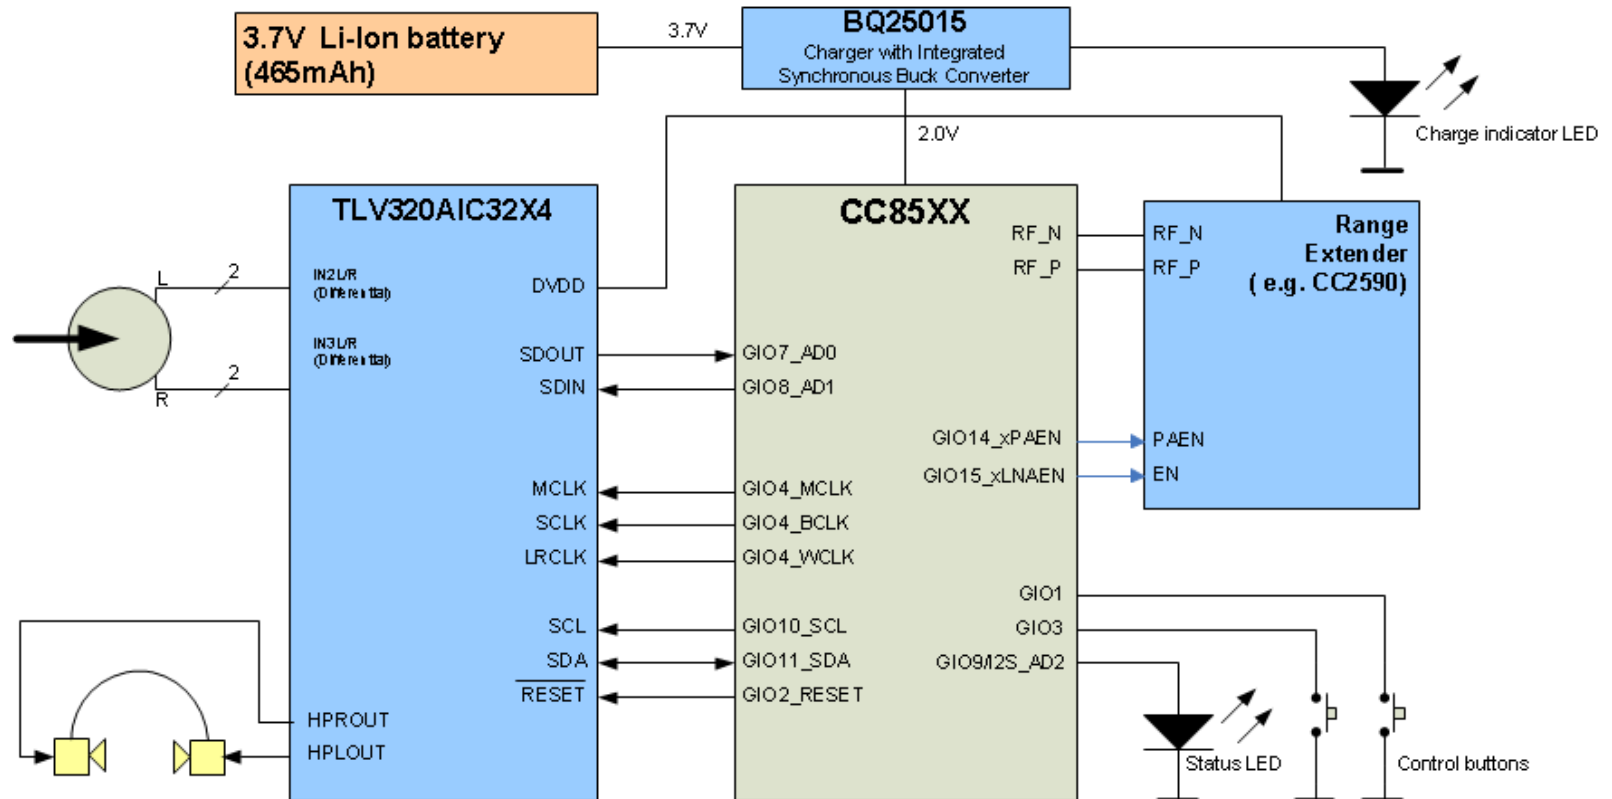 3.7V Li-Ion battery
(465mAh)
3.7V
BQ25015
Charger with Integrated
Synchronous Buck Converter
2.0V
Charge indicator LED
TLV320AIC32X4
IN2L/R
(Differential)
IN3L/R
(Differential)
DVDD
SDOUT
SDIN
MCLK
SCLK
LRCLK
SCL
SDA
RESET
HPROUT
HPLOUT
L
2
R
2
CC85XX
RF_N
RF_P
GIO7_AD0
GIO8_AD1
GIO14_xPAEN
GIO15_xLNAEN
GIO4_MCLK
GIO4_BCLK
GIO4_WCLK
GIO1
GIO3
GIO9/I2S_AD2
GIO10_SCL
GIO11_SDA
GIO2_RESET
Range
Extender
( e.g. CC2590)
RF_N
RF_P
PAEN
EN
Status LED
Control buttons